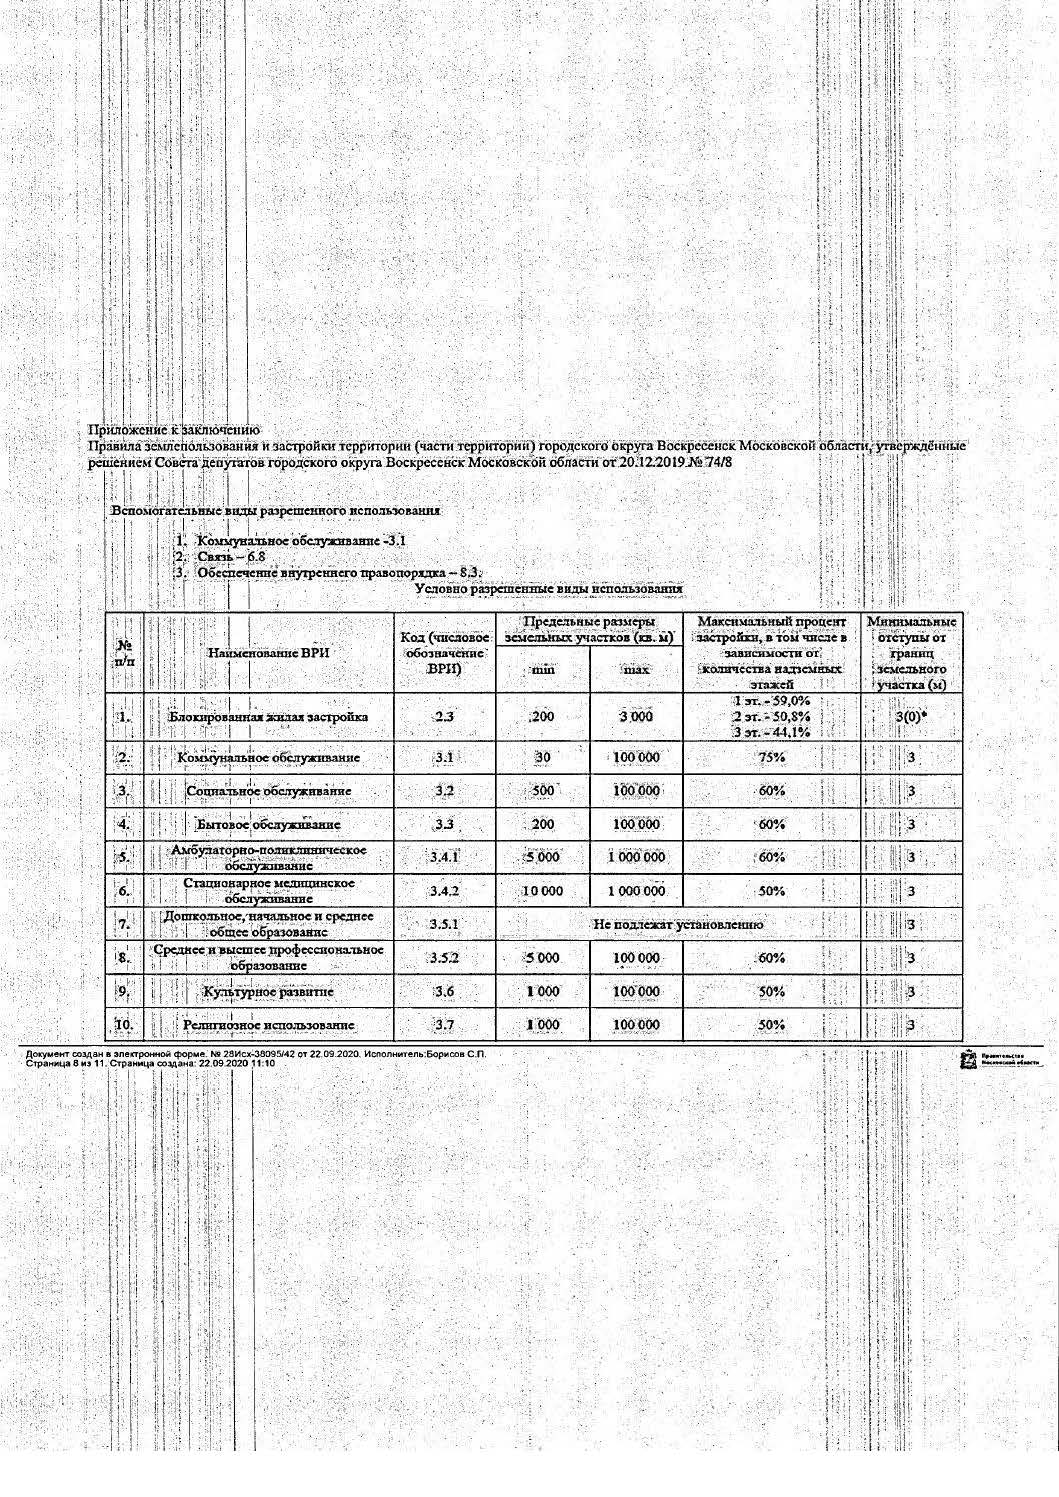 Приложение к заключению
Правила землепользования и застройки территории (части территории) городского округа Воскресенск Московской области, утверждённые
решением Совета депутатов городского округа Воскресенск Московской области от 20.12.2019 № 74/8
Вспомогательные виды разрешенного использования
1. Коммунальное обслуживание -3.1
2. Связь – 6.8
3. Обеспечение внутреннего правопорядка – 8.3.
Условно разрешенные виды использования
№ п/п | Наименование ВРИ | Код (числовое обозначение ВРИ) | Предельные размеры земельных участков (кв. м) min max | Максимальный процент застройки, в том числе в зависимости от количества надземных этажей | Минимальные отступы от границ земельного участка (м)
1. Блокированная жилая застройка 2.3 200 3 000 1 эт. - 59,0% 2 эт. - 50,8% 3 эт. - 44,1% 3(0)*
2. Коммунальное обслуживание 3.1 30 100 000 75% 3
3. Социальное обслуживание 3.2 500 100 000 60% 3
4. Бытовое обслуживание 3.3 200 100 000 60% 3
5. Амбулаторно-поликлиническое обслуживание 3.4.1 5 000 1 000 000 60% 3
6. Стационарное медицинское обслуживание 3.4.2 10 000 1 000 000 50% 3
7. Дошкольное, начальное и среднее общее образование 3.5.1 Не подлежат установлению 3
8. Среднее и высшее профессиональное образование 3.5.2 5 000 100 000 60% 3
9. Культурное развитие 3.6 1 000 100 000 50% 3
10. Религиозное использование 3.7 1 000 100 000 50% 3
Документ создан в электронной форме. № 28Исх-38095/42 от 22.09.2020. Исполнитель:Борисов С.П.
Страница 8 из 11. Страница создана: 22.09.2020 11:10
Правительство
Московской области